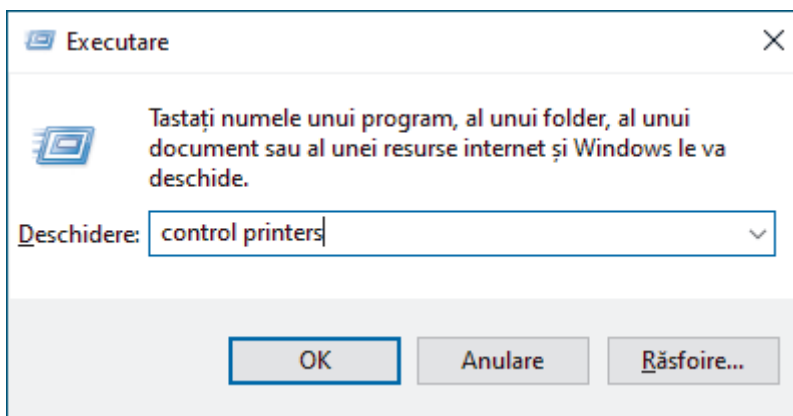 Executare
Tastați numele unui program, al unui folder, al unui
document sau al unei resurse internet și Windows le va
deschide.
Deschidere: control printers
OK Anulare Răsfoire...